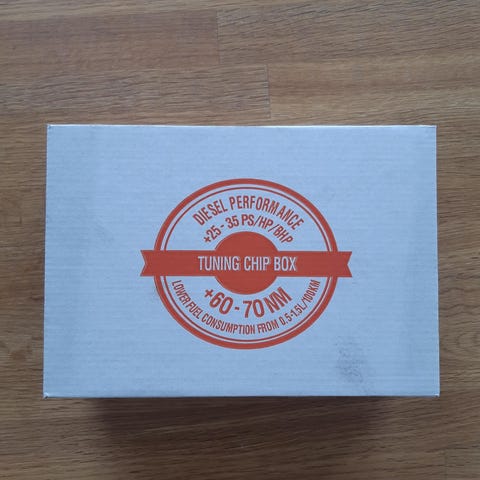 DIESEL PERFORMANCE
+25 - 35 PS/HP/BHP
TUNING CHIP BOX
+60 - 70 NM
LOWER FUEL CONSUMPTION FROM 0.5-1.5L/100KM